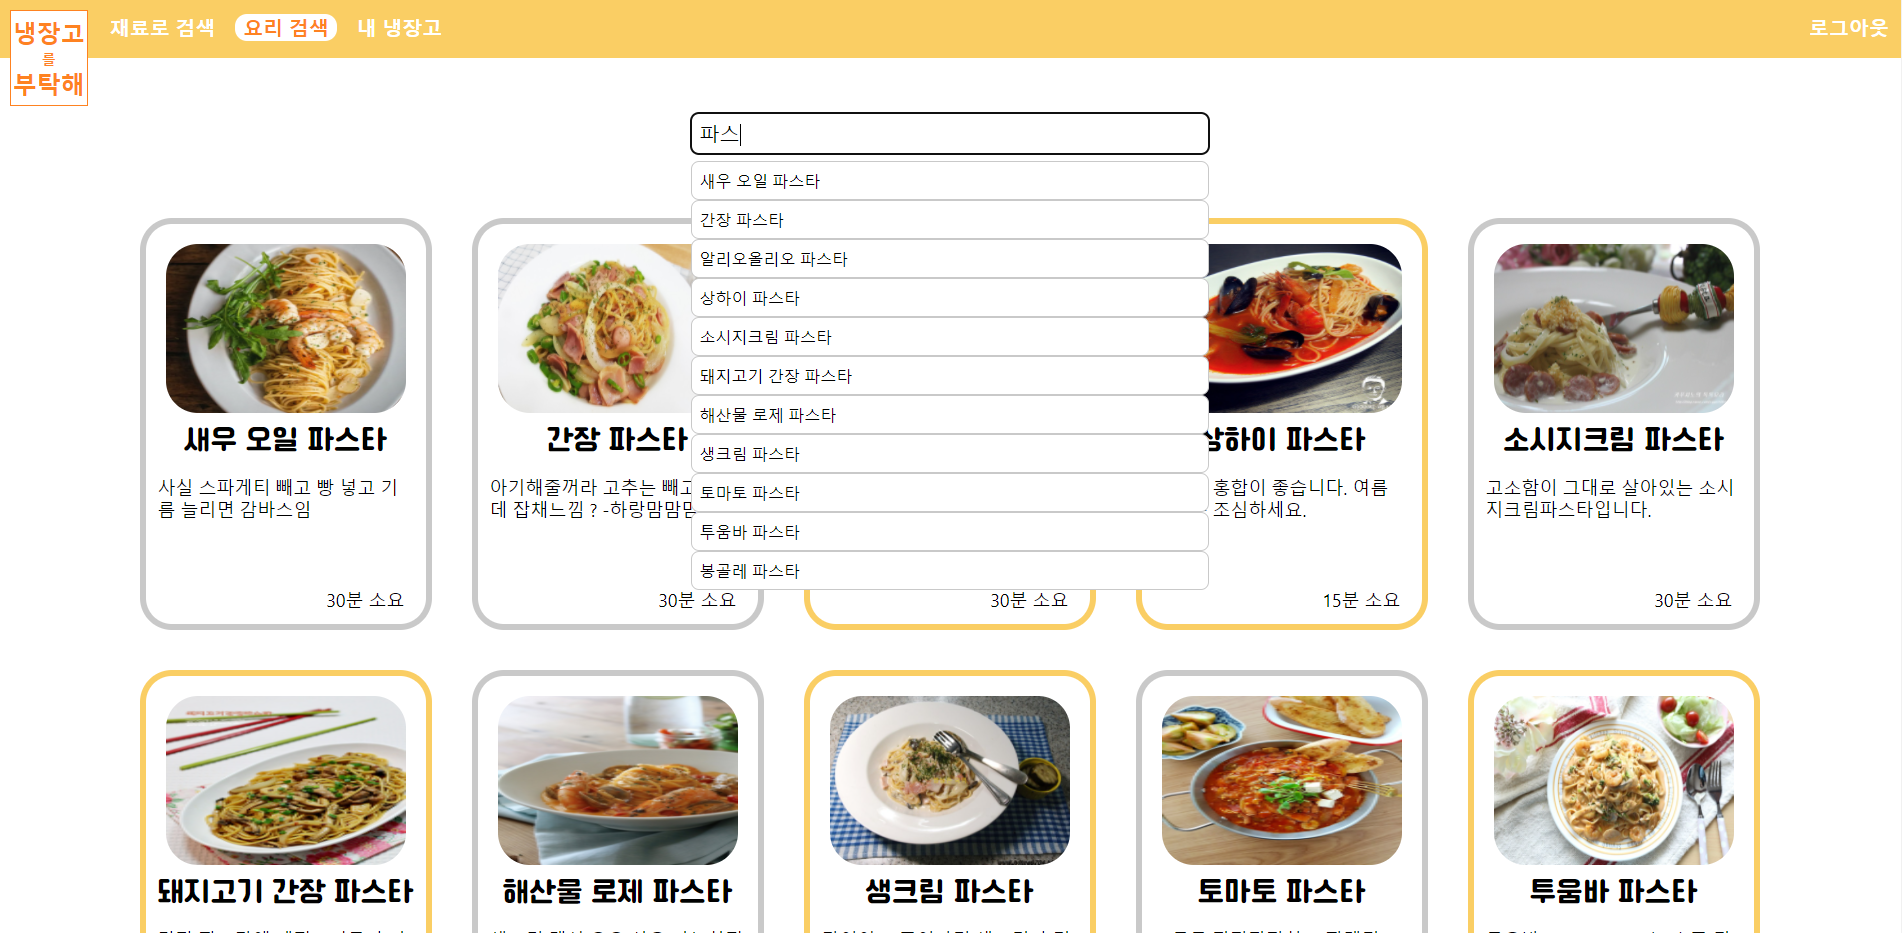 냉장고
를
부탁해
재료로 검색
요리 검색
내 냉장고
로그아웃
파스
새우 오일 파스타
간장 파스타
알리오올리오 파스타
상하이 파스타
소시지크림 파스타
돼지고기 간장 파스타
해산물 로제 파스타
생크림 파스타
토마토 파스타
투움바 파스타
봉골레 파스타
새우 오일 파스타
사실 스파게티 빼고 빵 넣고 기
름 늘리면 감바스임
30분 소요
간장 파스타
아기해줄꺼라 고추는 빼고
데 잡채느낌 ? -하랑맘맘맘
30분 소요
30분 소요
상하이 파스타
홍합이 좋습니다. 여름
조심하세요.
15분 소요
소시지크림 파스타
고소함이 그대로 살아있는 소시
지크림파스타입니다.
30분 소요
돼지고기 간장 파스타
해산물 로제 파스타
생크림 파스타
토마토 파스타
투움바 파스타